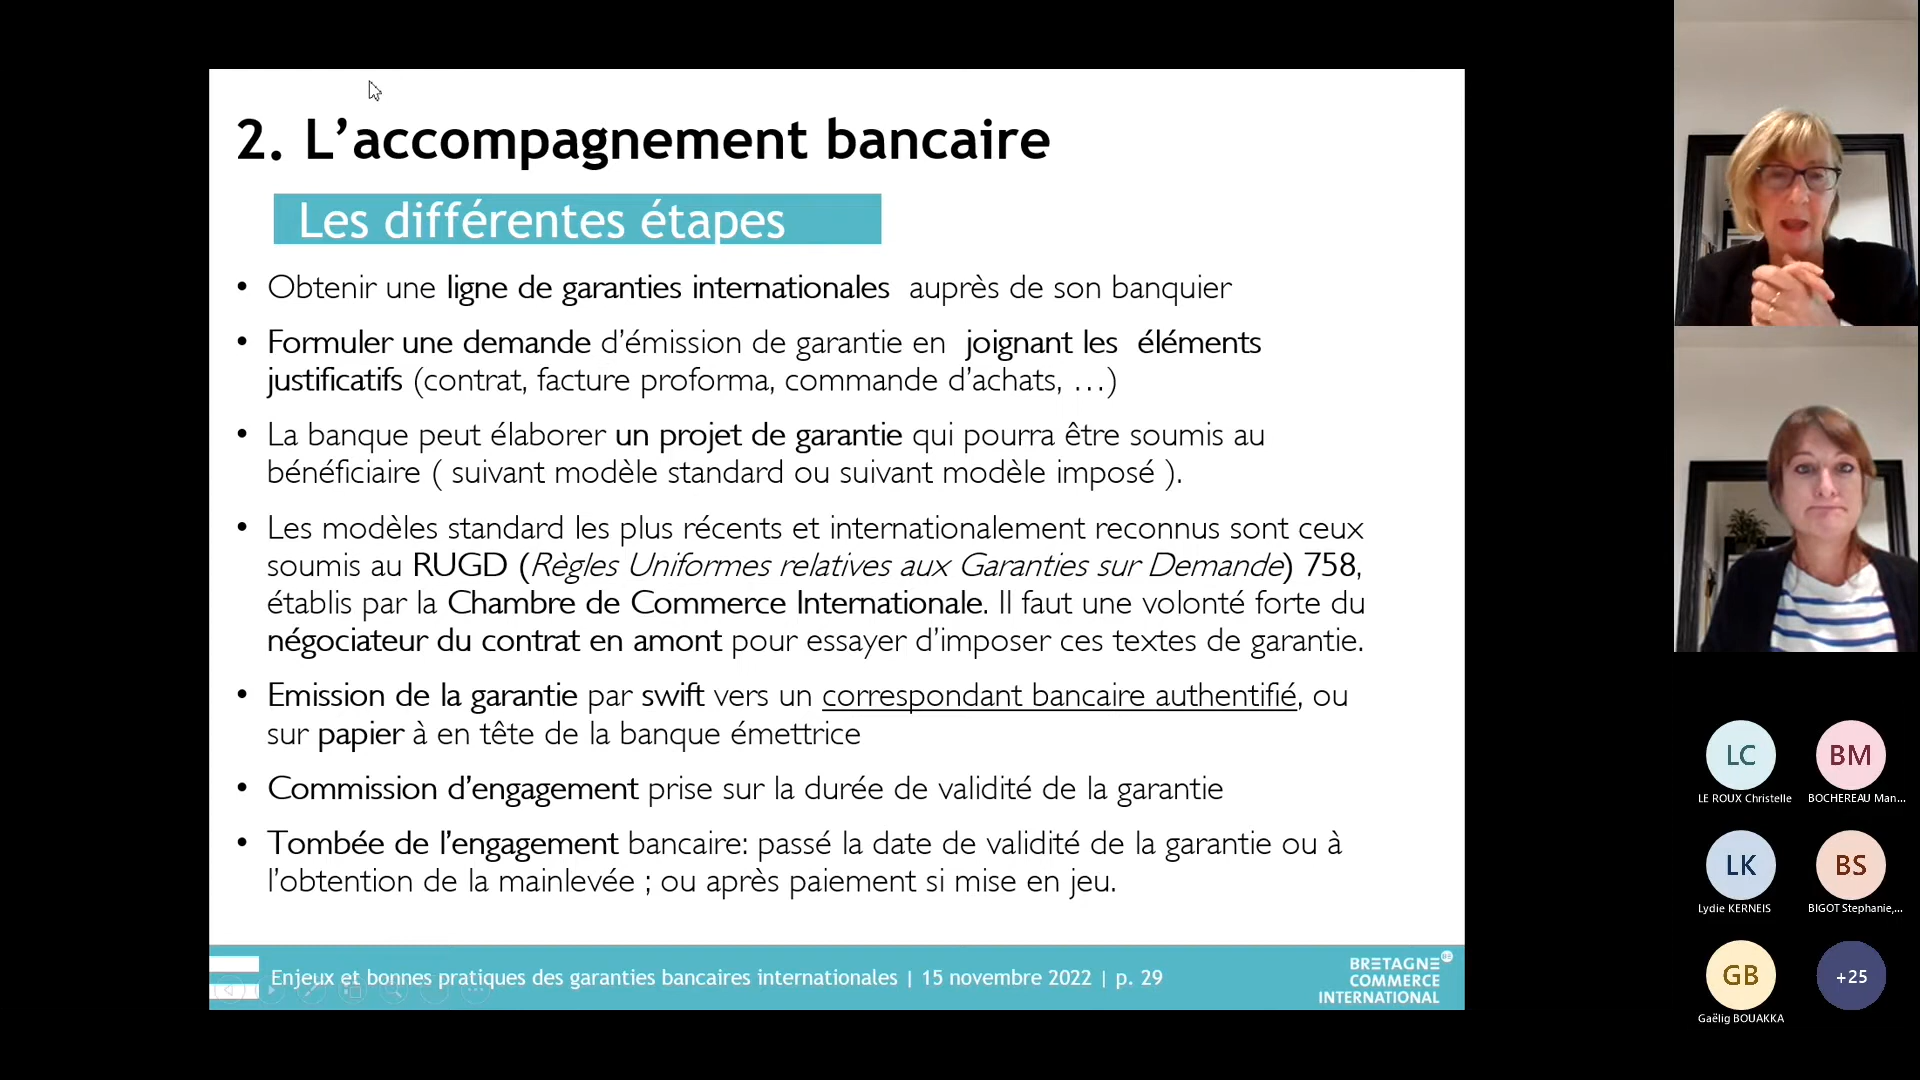 2. L’accompagnement bancaire
Les différentes étapes
• Obtenir une ligne de garanties internationales auprès de son banquier
• Formuler une demande d’émission de garantie en joignant les éléments
justificatifs (contrat, facture proforma, commande d’achats, …)
• La banque peut élaborer un projet de garantie qui pourra être soumis au
bénéficiaire ( suivant modèle standard ou suivant modèle imposé ).
• Les modèles standard les plus récents et internationalement reconnus sont ceux
soumis au RUGD (Règles Uniformes relatives aux Garanties sur Demande) 758,
établis par la Chambre de Commerce Internationale. Il faut une volonté forte du
négociateur du contrat en amont pour essayer d’imposer ces textes de garantie.
• Emission de la garantie par swift vers un correspondant bancaire authentifié, ou
sur papier à en tête de la banque émettrice
• Commission d’engagement prise sur la durée de validité de la garantie
• Tombée de l’engagement bancaire: passé la date de validité de la garantie ou à
l’obtention de la mainlevée ; ou après paiement si mise en jeu.
Enjeux et bonnes pratiques des garanties bancaires internationales | 15 novembre 2022 | p. 29
BRETAGNE
COMMERCE
INTERNATIONAL
LC
BM
LE ROUX Christelle
BOCHEREAU Man...
LK
BS
Lydie KERNEIS
BIGOT Stephanie,...
GB
+25
Gaëlig BOUAKKA